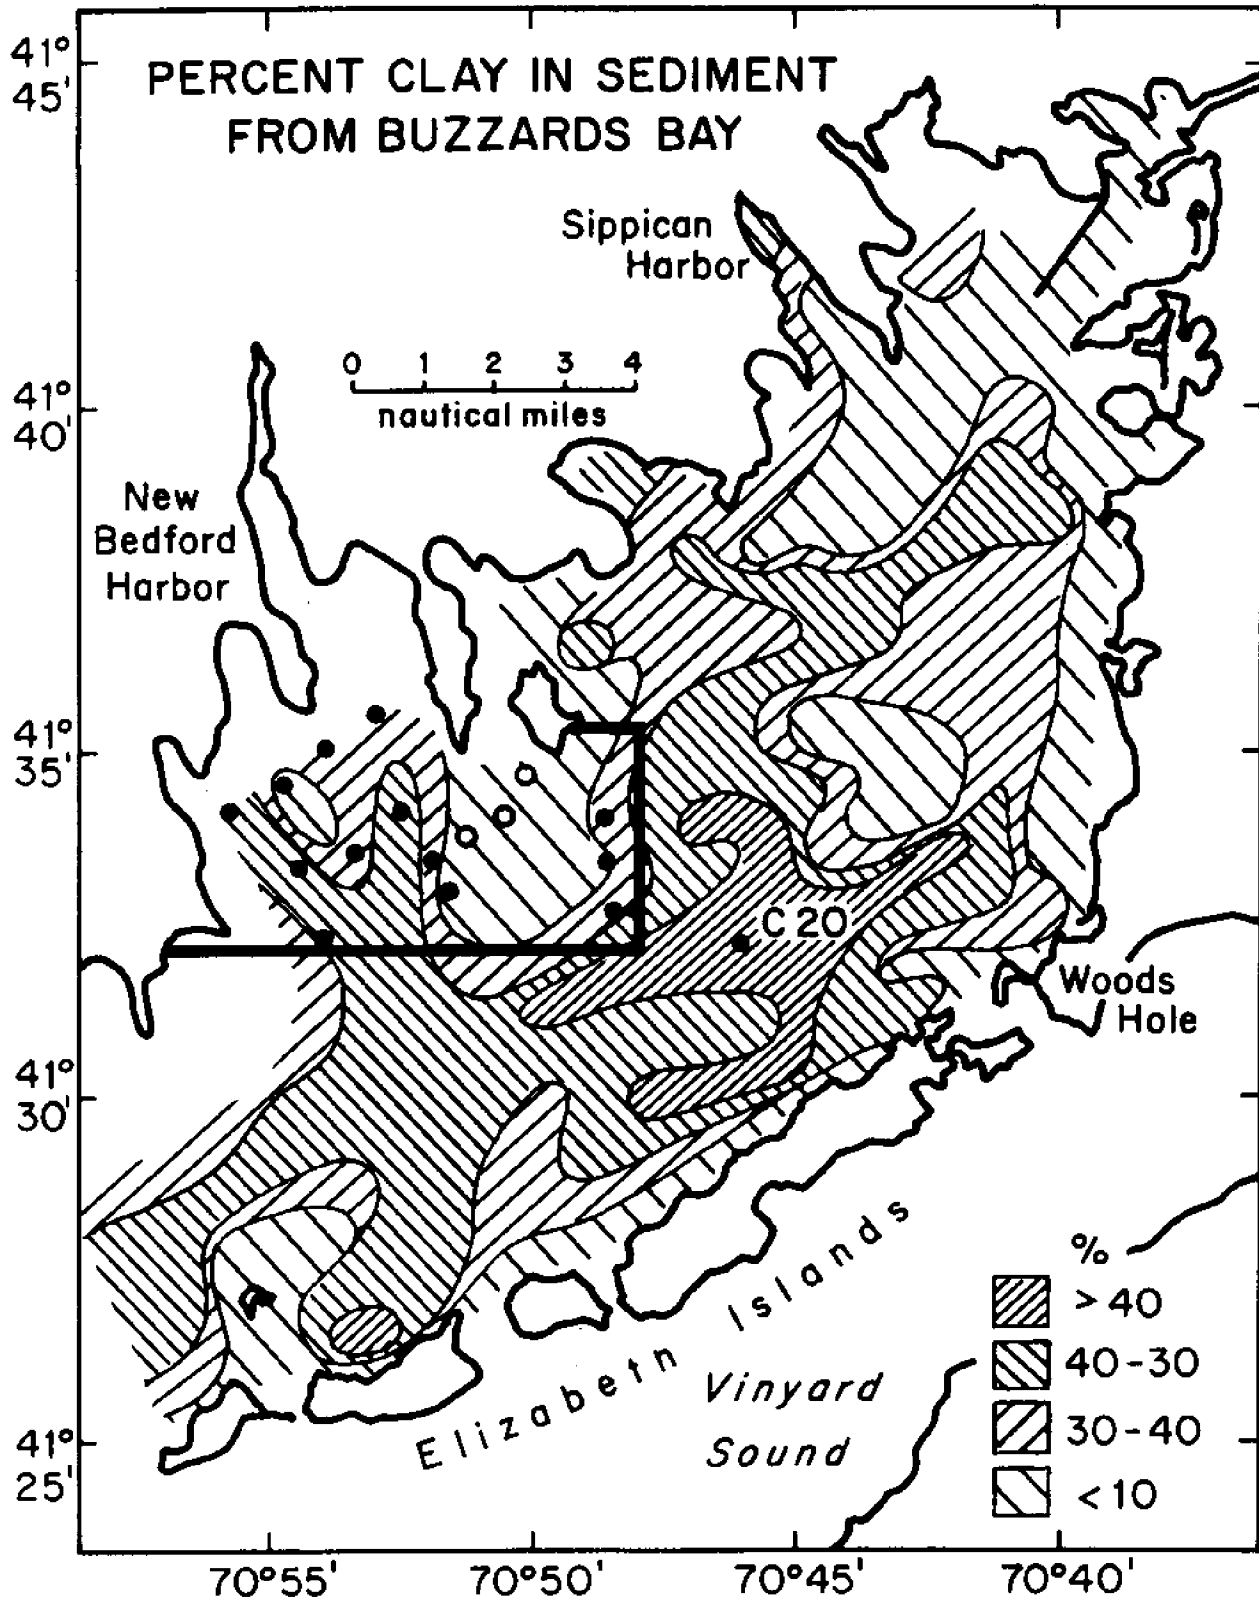 PERCENT CLAY IN SEDIMENT
FROM BUZZARDS BAY
41°
45'
Sippican
Harbor
0 1 2 3 4
nautical miles
41°
40'
New
Bedford
Harbor
41°
35'
C 20
Woods
Hole
41°
30'
Elizabeth Islands
Vinyard
Sound
%
>40
40-30
30-40
<10
41°
25'
70°55' 70°50' 70°45' 70°40'